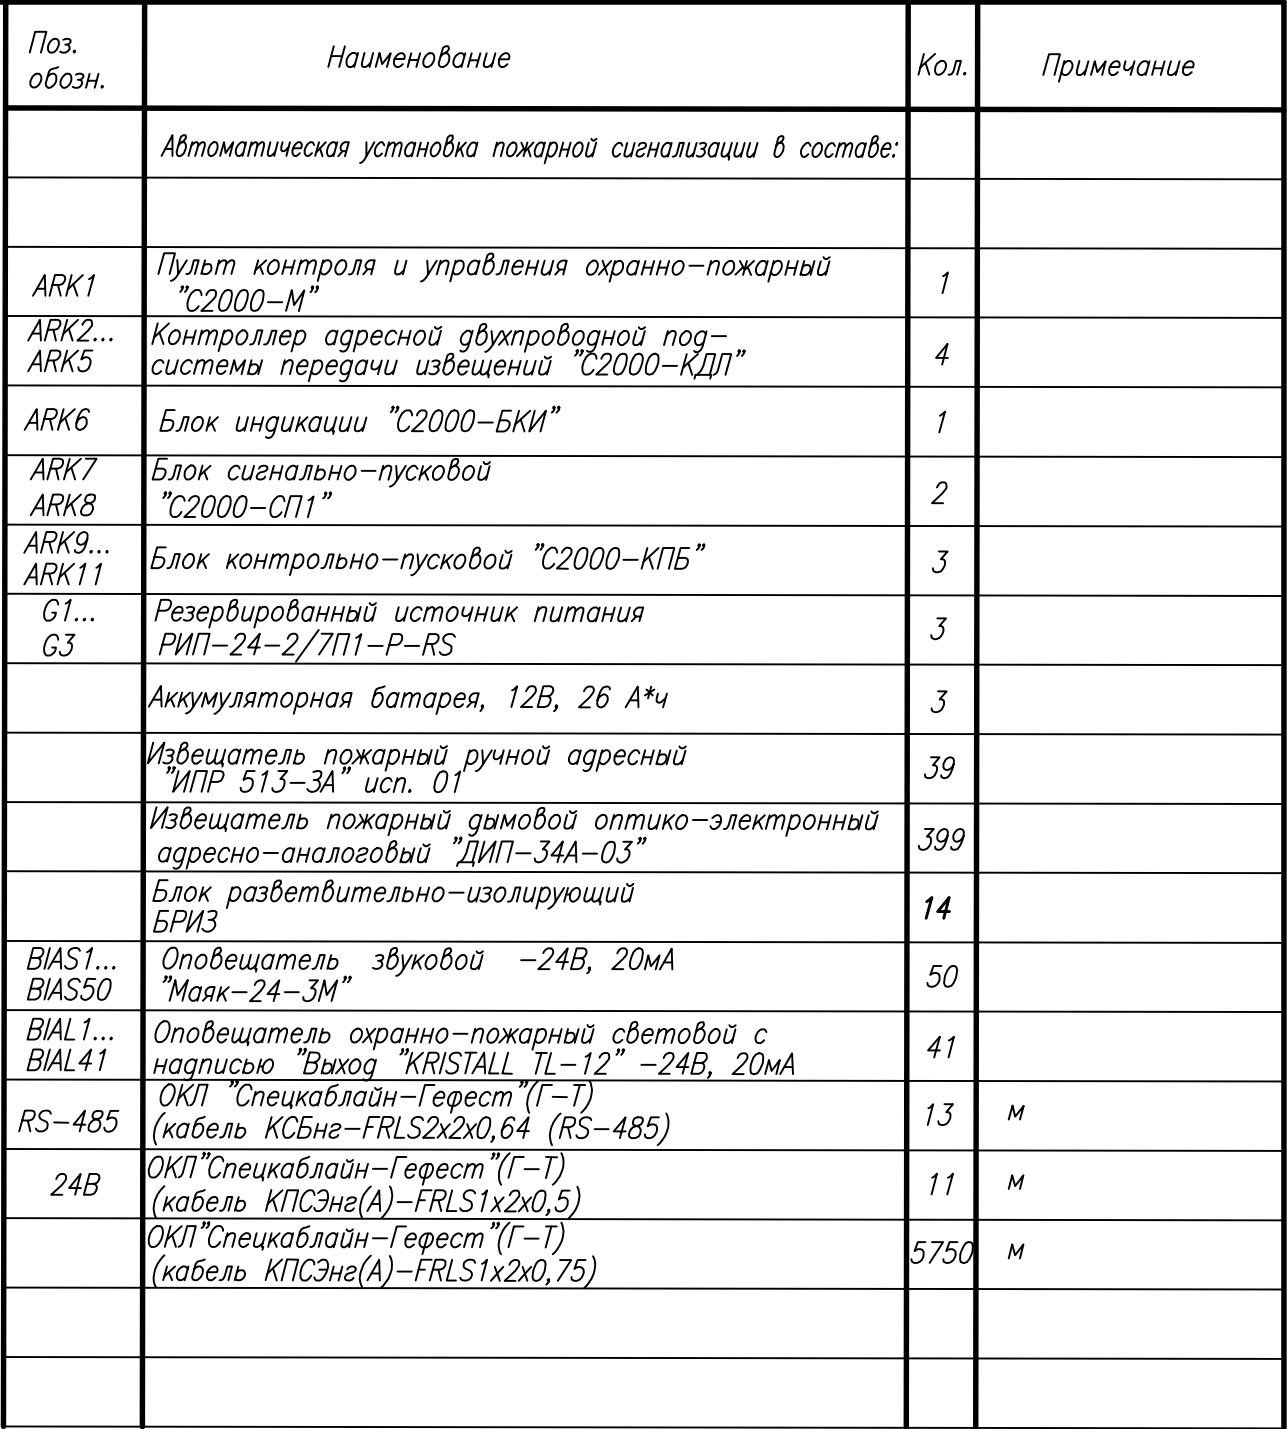 Поз.
обозн.
Наименование
Кол.
Примечание
Автоматическая установка пожарной сигнализации в составе:
ARK1
Пульт контроля и управления охранно-пожарный
"С2000-М"
1
ARK2...
ARK5
Контроллер адресной двухпроводной под-
системы передачи извещений "С2000-КДЛ"
4
ARK6
Блок индикации "С2000-БКИ"
1
ARK7
ARK8
Блок сигнально-пусковой
"С2000-СП1"
2
ARK9...
ARK11
Блок контрольно-пусковой "С2000-КПБ"
3
G1...
G3
Резервированный источник питания
РИП-24-2/7П1-Р-RS
3
Аккумуляторная батарея, 12В, 26 А*ч
3
Извещатель пожарный ручной адресный
"ИПР 513-3А" исп. 01
39
Извещатель пожарный дымовой оптико-электронный
адресно-аналоговый "ДИП-34А-03"
399
Блок разветвительно-изолирующий
БРИЗ
14
BIAS1...
BIAS50
Оповещатель звуковой -24В, 20мА
"Маяк-24-3М"
50
BIAL1...
BIAL41
Оповещатель охранно-пожарный световой с
надписью "Выход "KRISTALL TL-12" -24В, 20мА
41
RS-485
ОКЛ "Спецкаблайн-Гефест"(Г-Т)
(кабель КСБнг-FRLS2x2x0,64 (RS-485)
13
м
24В
ОКЛ"Спецкаблайн-Гефест"(Г-Т)
(кабель КПСЭнг(А)-FRLS1x2x0,5)
11
м
ОКЛ"Спецкаблайн-Гефест"(Г-Т)
(кабель КПСЭнг(А)-FRLS1x2x0,75)
5750
м